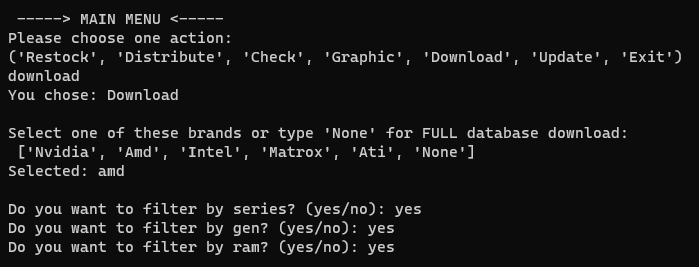 -----> MAIN MENU <-----
Please choose one action:
('Restock', 'Distribute', 'Check', 'Graphic', 'Download', 'Update', 'Exit')
download
You chose: Download
Select one of these brands or type 'None' for FULL database download:
['Nvidia', 'Amd', 'Intel', 'Matrox', 'Ati', 'None']
Selected: amd
Do you want to filter by series? (yes/no): yes
Do you want to filter by gen? (yes/no): yes
Do you want to filter by ram? (yes/no): yes